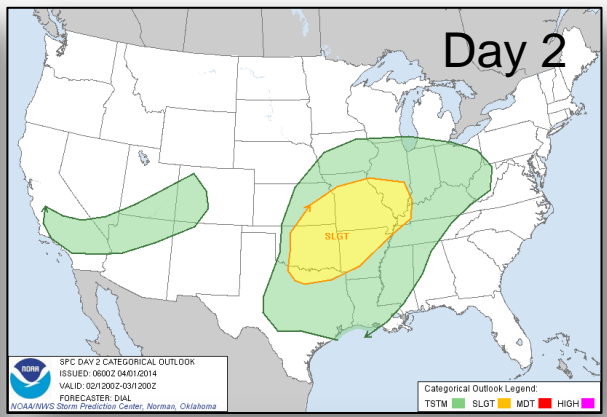 Day 2
SLGT
NOAA
SPC DAY 2 CATEGORICAL OUTLOOK
ISSUED: 0600Z 04/01/2014
VALID: 02/1200Z-03/1200Z
FORECASTER: DIAL
NOAA/NWS Storm Prediction Center, Norman, Oklahoma
Categorical Outlook Legend:
TSTM SLGT MDT HIGH